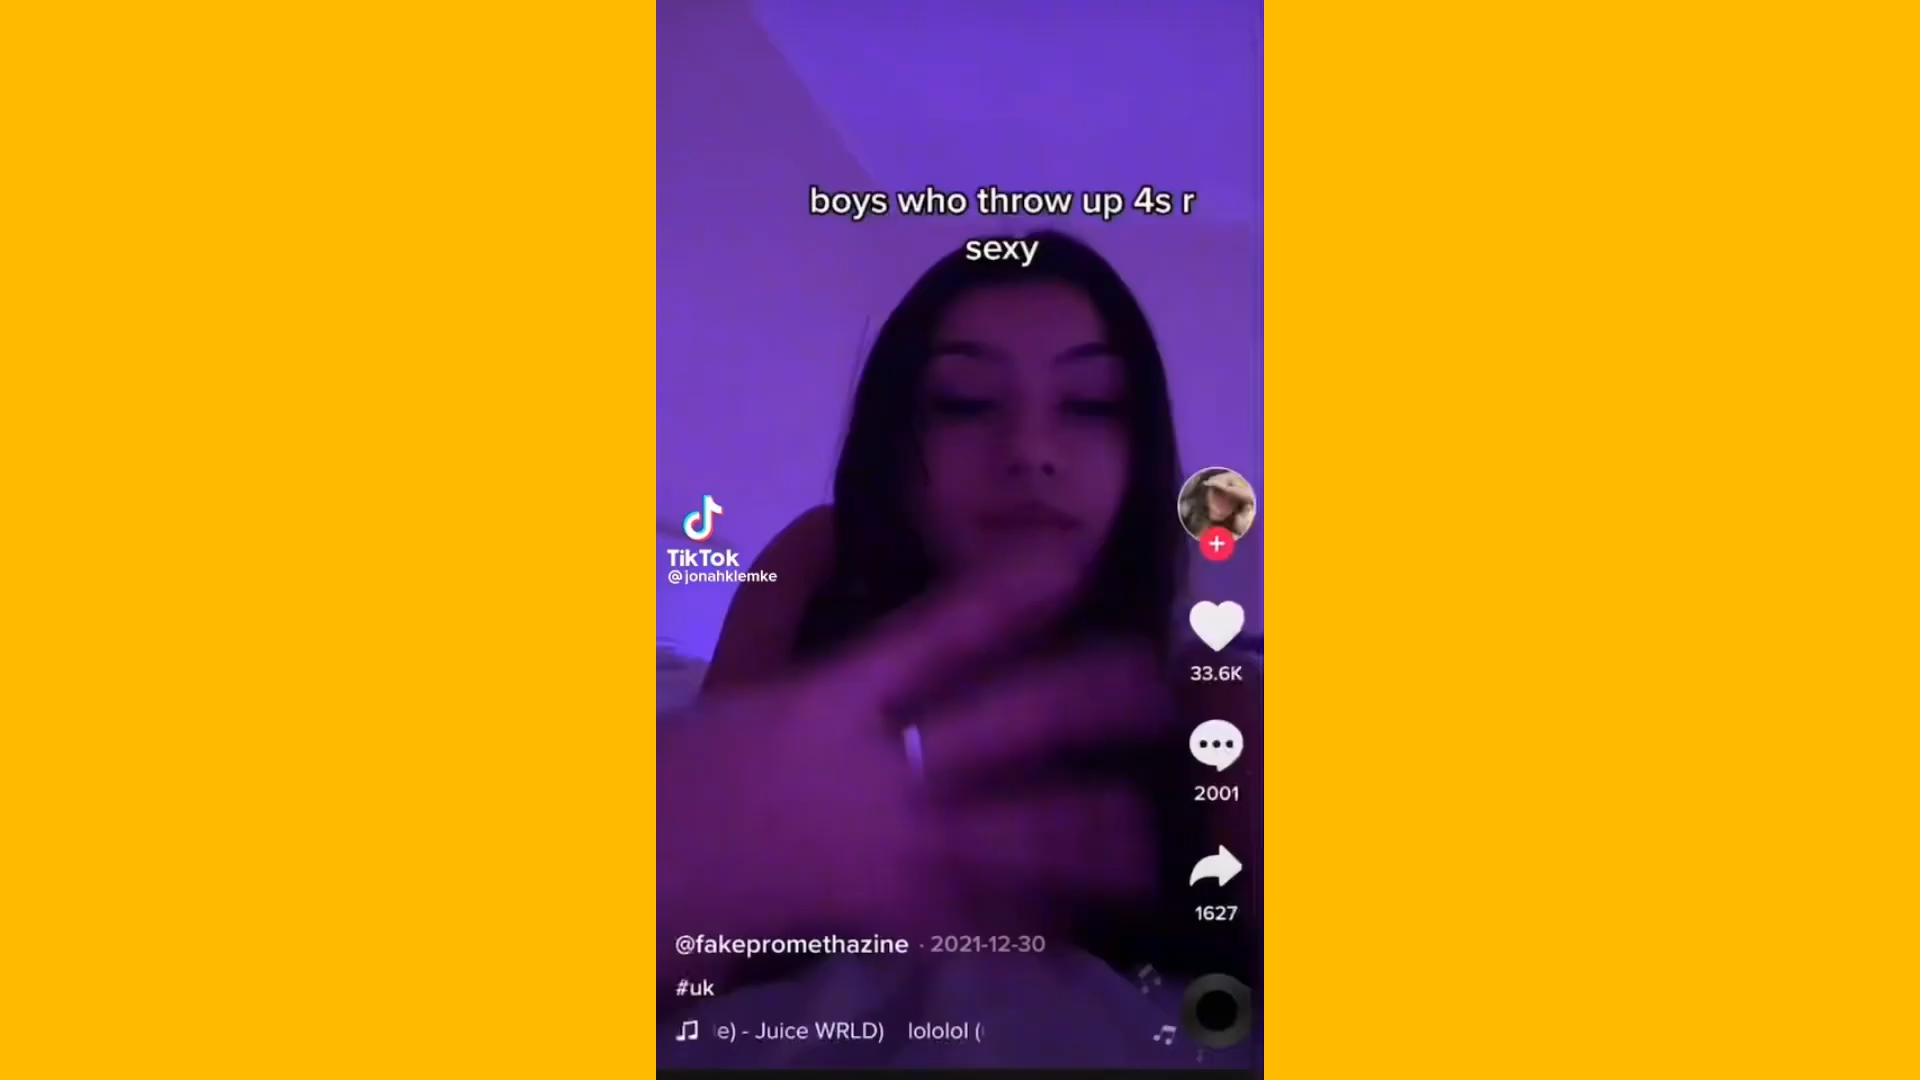 boys who throw up 4s r
sexy
TikTok
@jonahklemke
33.6K
2001
1627
@fakepromethazine · 2021-12-30
#uk
e) - Juice WRLD) lololol (